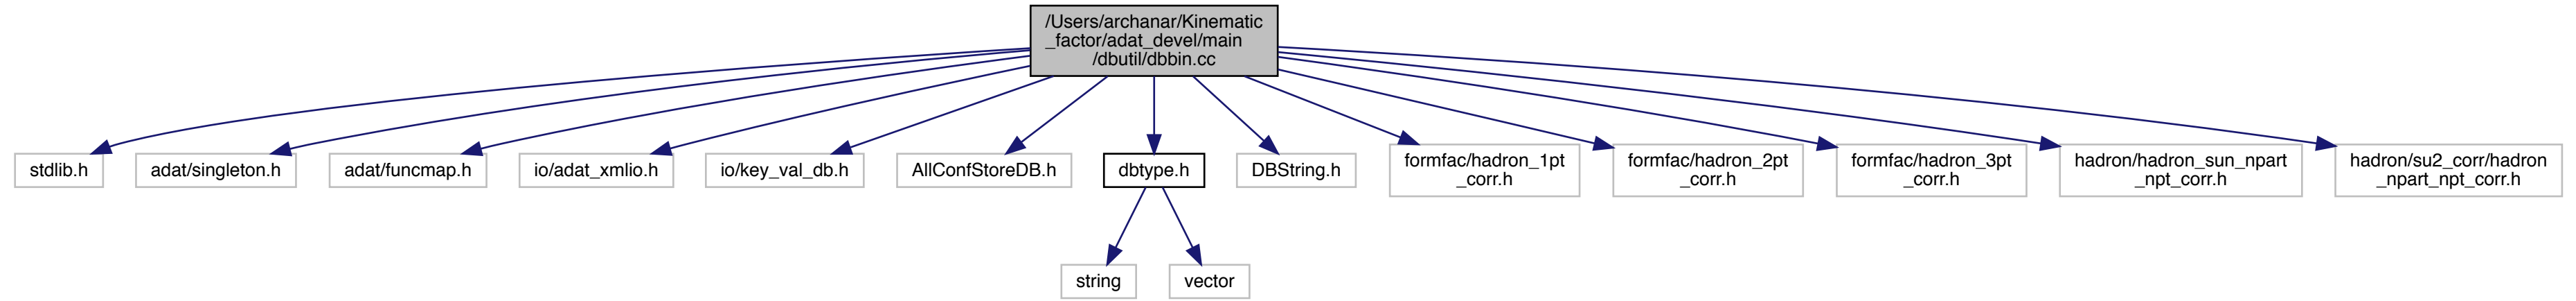 /Users/archanar/Kinematic
_factor/adat_devel/main
/dbutil/dbbin.cc
stdlib.h
adat/singleton.h
adat/funcmap.h
io/adat_xmlio.h
io/key_val_db.h
AllConfStoreDB.h
dbtype.h
DBString.h
formfac/hadron_1pt
_corr.h
formfac/hadron_2pt
_corr.h
formfac/hadron_3pt
_corr.h
hadron/hadron_sun_npart
_npt_corr.h
hadron/su2_corr/hadron
_npart_npt_corr.h
string
vector